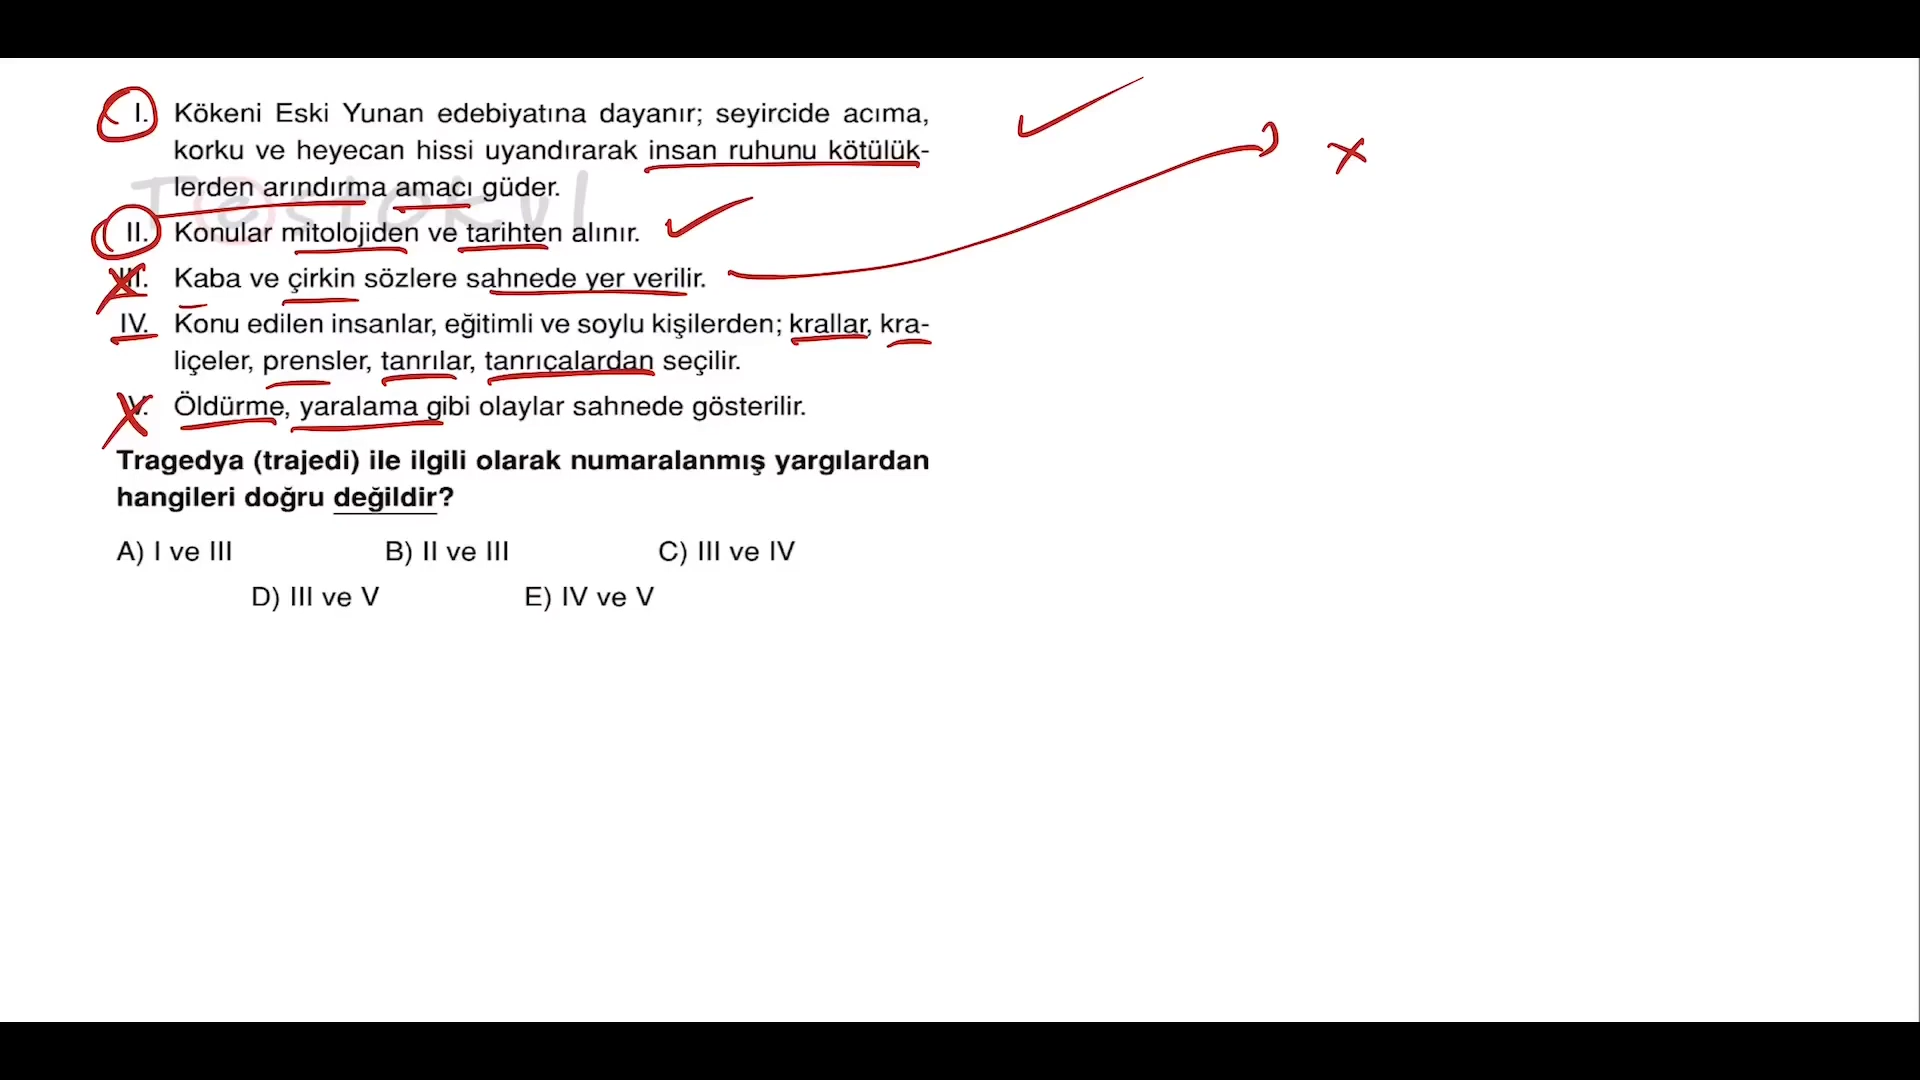 I. Kökeni Eski Yunan edebiyatına dayanır; seyircide acıma,
korku ve heyecan hissi uyandırarak insan ruhunu kötülük-
lerden arındırma amacı güder.
II. Konular mitolojiden ve tarihten alınır.
III. Kaba ve çirkin sözlere sahnede yer verilir.
IV. Konu edilen insanlar, eğitimli ve soylu kişilerden; krallar, kra-
liçeler, prensler, tanrılar, tanrıçalardan seçilir.
V. Öldürme, yaralama gibi olaylar sahnede gösterilir.
Tragedya (trajedi) ile ilgili olarak numaralanmış yargılardan
hangileri doğru değildir?
A) I ve III B) II ve III C) III ve IV
D) III ve V E) IV ve V